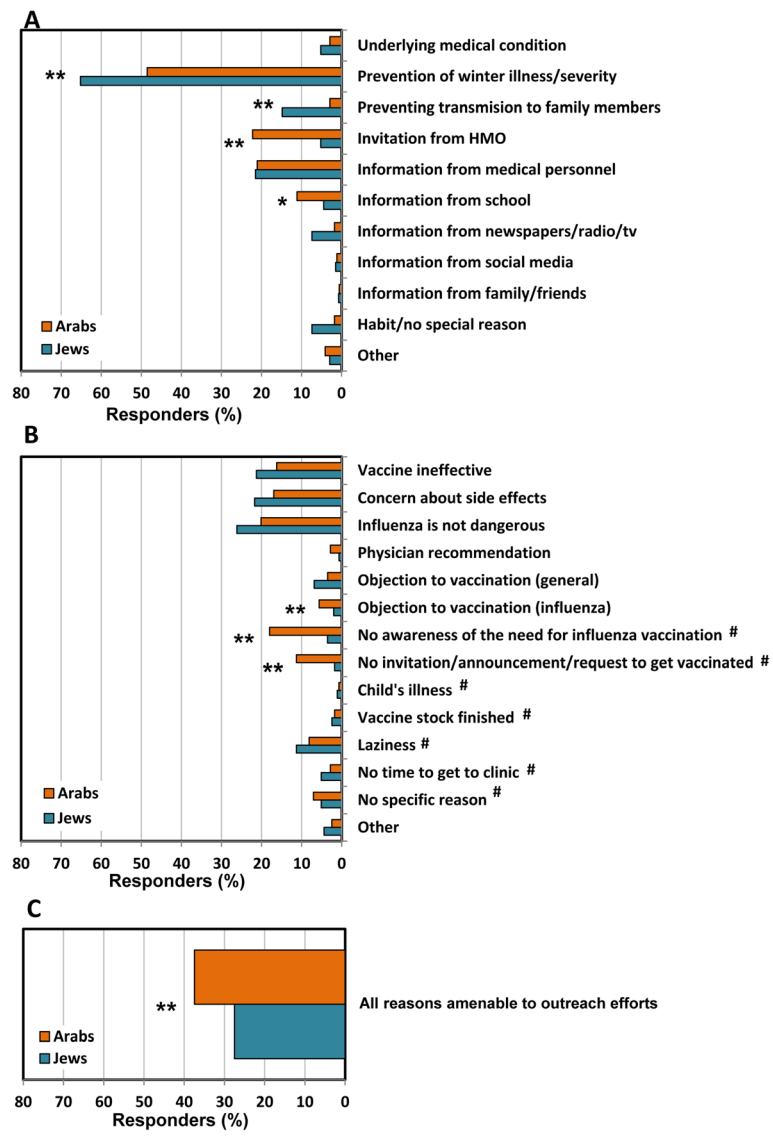 A
Underlying medical condition
** Prevention of winter illness/severity
** Preventing transmision to family members
** Invitation from HMO
Information from medical personnel
* Information from school
Information from newspapers/radio/tv
Information from social media
Information from family/friends
Arabs Habit/no special reason
Jews
Other
80 70 60 50 40 30 20 10 0
Responders (%)
B
Vaccine ineffective
Concern about side effects
Influenza is not dangerous
Physician recommendation
Objection to vaccination (general)
** Objection to vaccination (influenza)
** No awareness of the need for influenza vaccination #
** No invitation/announcement/request to get vaccinated #
Child's illness #
Vaccine stock finished #
Laziness #
No time to get to clinic #
Arabs No specific reason #
Jews
Other
80 70 60 50 40 30 20 10 0
Responders (%)
C
** All reasons amenable to outreach efforts
Arabs
Jews
80 70 60 50 40 30 20 10 0
Responders (%)